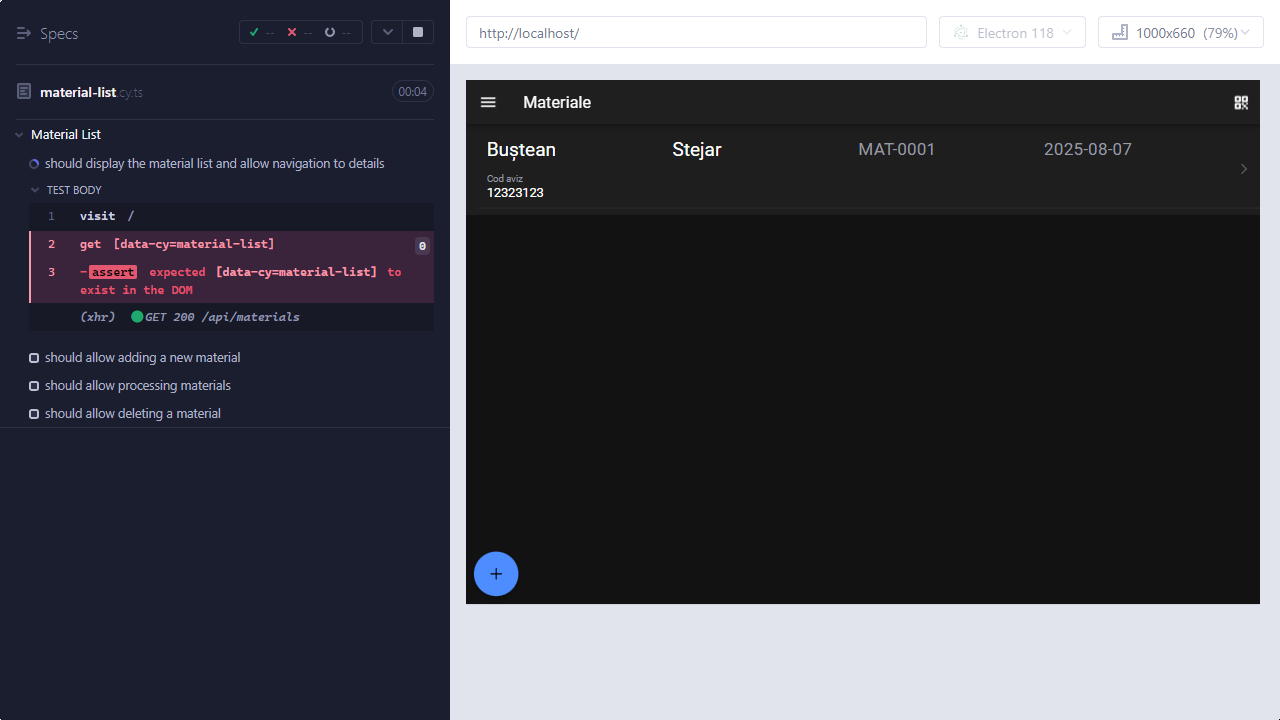 Specs
--
--
--
material-list.cy.ts
00:04
Material List
should display the material list and allow navigation to details
TEST BODY
1 visit /
2 get [data-cy=material-list] 0
3 -assert expected [data-cy=material-list] to
exist in the DOM
(xhr) GET 200 /api/materials
should allow adding a new material
should allow processing materials
should allow deleting a material
http://localhost/
Electron 118
1000x660 (79%)
Materiale
Buștean Stejar MAT-0001 2025-08-07
Cod aviz
12323123